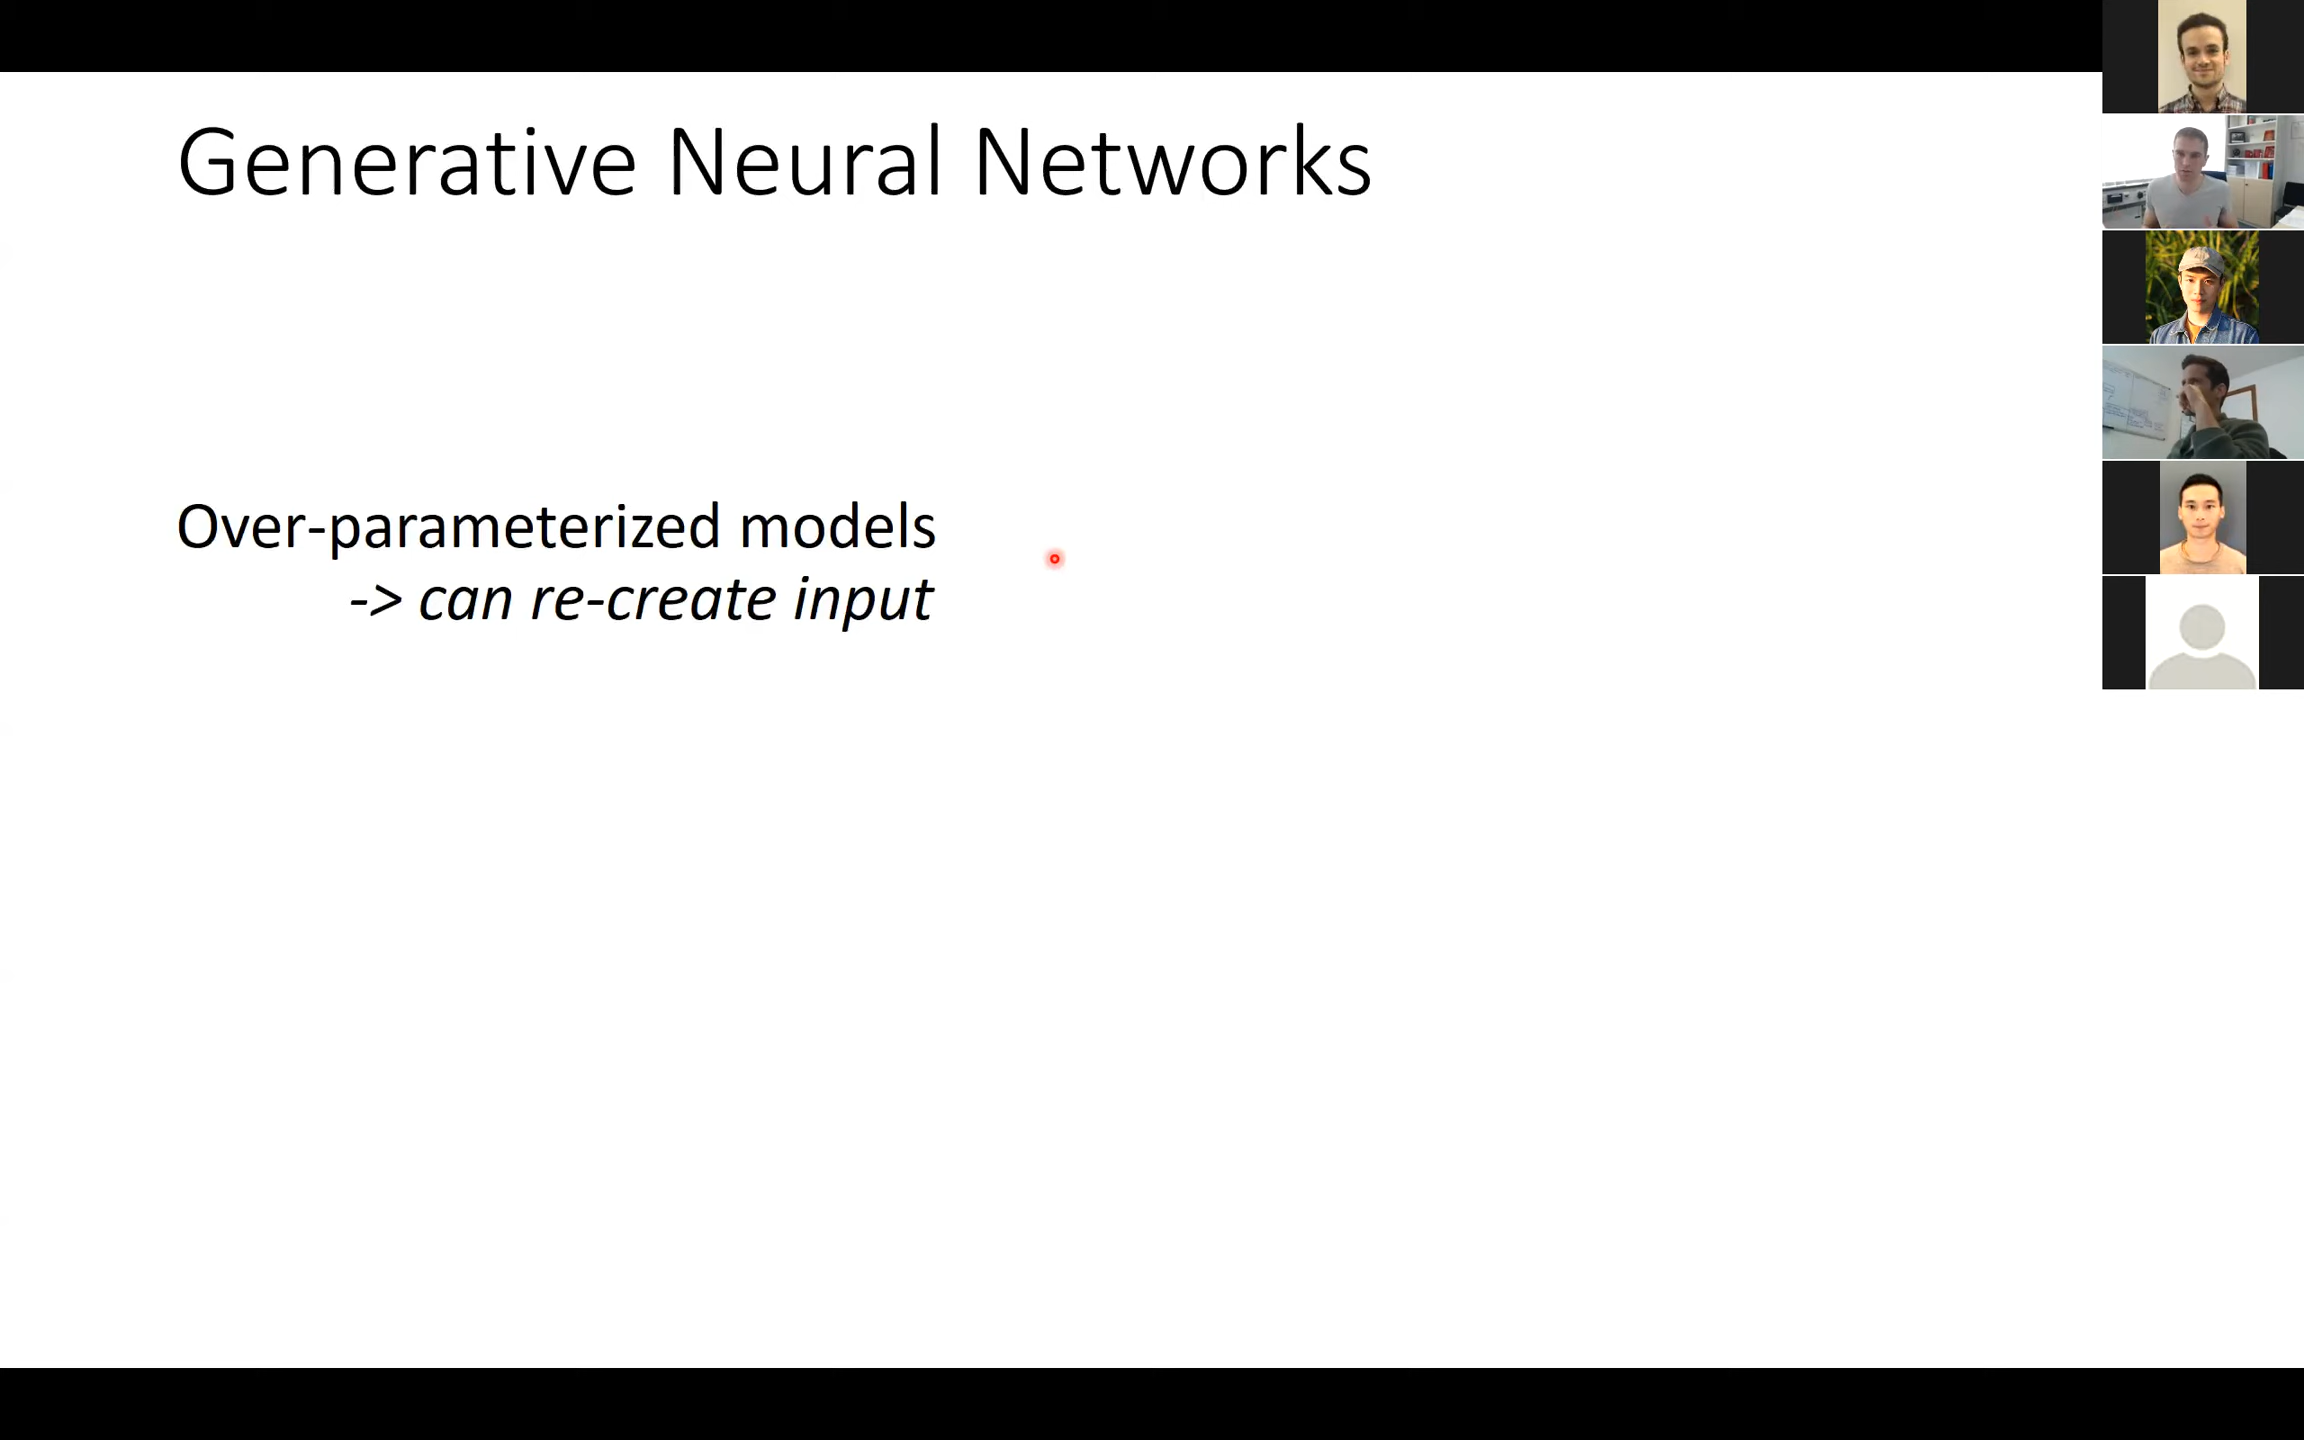 Generative Neural Networks
Over-parameterized models
-> can re-create input